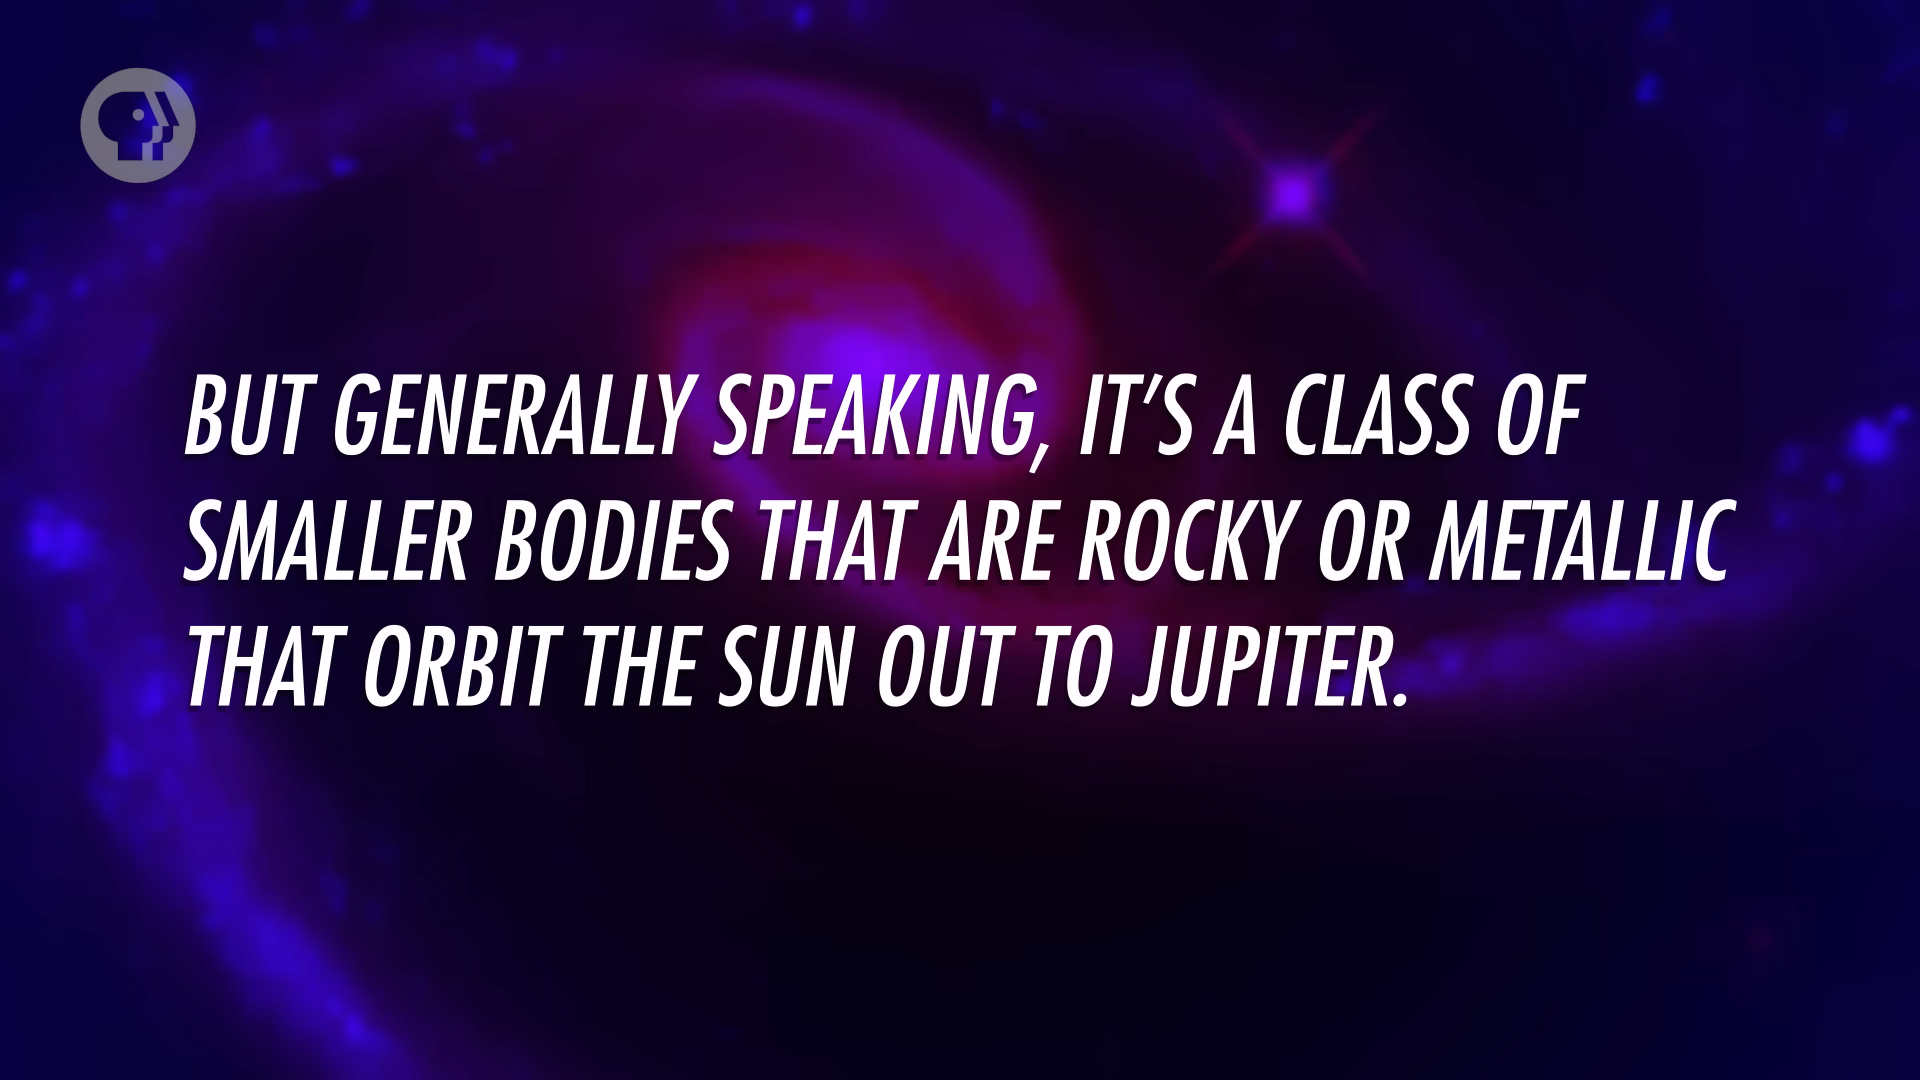 BUT GENERALLY SPEAKING, IT’S A CLASS OF
SMALLER BODIES THAT ARE ROCKY OR METALLIC
THAT ORBIT THE SUN OUT TO JUPITER.